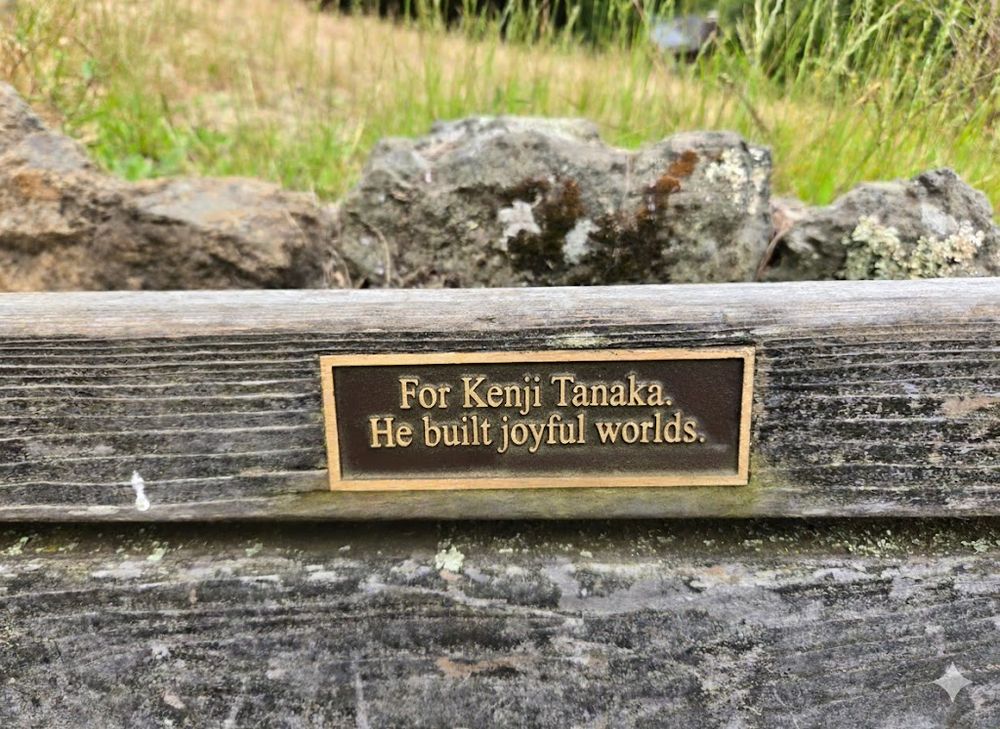 For Kenji Tanaka.
He built joyful worlds.